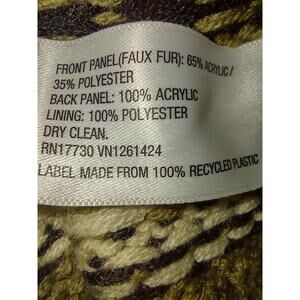 FRONT PANEL(FAUX FUR): 65% ACRYLIC /
35% POLYESTER
BACK PANEL: 100% ACRYLIC
LINING: 100% POLYESTER
DRY CLEAN.
RN17730 VN1261424
LABEL MADE FROM 100% RECYCLED PLASTIC